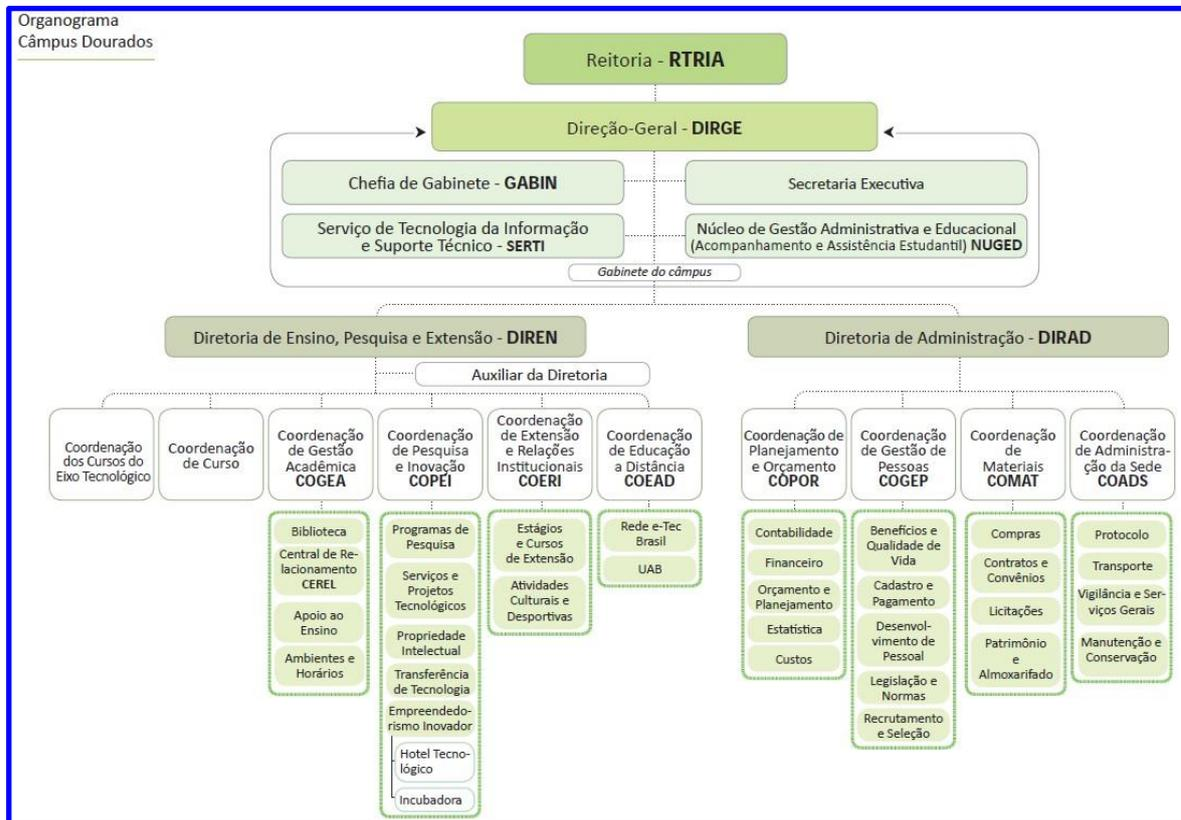 Organograma
Câmpus Dourados
Reitoria - RTRIA
Direção-Geral - DIRGE
Chefia de Gabinete - GABIN
Secretaria Executiva
Serviço de Tecnologia da Informação
e Suporte Técnico - SERTI
Núcleo de Gestão Administrativa e Educacional
(Acompanhamento e Assistência Estudantil) NUGED
Gabinete do câmpus
Diretoria de Ensino, Pesquisa e Extensão - DIREN
Diretoria de Administração - DIRAD
Auxiliar da Diretoria
Coordenação
dos Cursos do
Eixo Tecnológico
Coordenação
de Curso
Coordenação
de Gestão
Acadêmica
COGEA
Biblioteca
Central de Re-
lacionamento
CEREL
Apoio ao
Ensino
Ambientes e
Horários
Coordenação
de Pesquisa
e Inovação
COPEI
Programas de
Pesquisa
Serviços e
Projetos
Tecnológicos
Propriedade
Intelectual
Transferência
de Tecnologia
Empreendedo-
rismo Inovador
Hotel Tecno-
lógico
Incubadora
Coordenação
de Extensão
e Relações
Institucionais
COERI
Estágios
e Cursos
de Extensão
Atividades
Culturais e
Desportivas
Coordenação
de Educação
a Distância
COEAD
Rede e-Tec
Brasil
UAB
Coordenação de
Planejamento
e Orçamento
COPOR
Contabilidade
Financeiro
Orçamento e
Planejamento
Estatística
Custos
Coordenação
de Gestão de
Pessoas
COGEP
Benefícios e
Qualidade de
Vida
Cadastro e
Pagamento
Desenvol-
vimento de
Pessoal
Legislação e
Normas
Recrutamento
e Seleção
Coordenação
de
Materiais
COMAT
Compras
Contratos e
Convênios
Licitações
Patrimônio
e
Almoxarifado
Coordenação
de Administra-
ção da Sede
COADS
Protocolo
Transporte
Vigilância e Ser-
viços Gerais
Manutenção e
Conservação